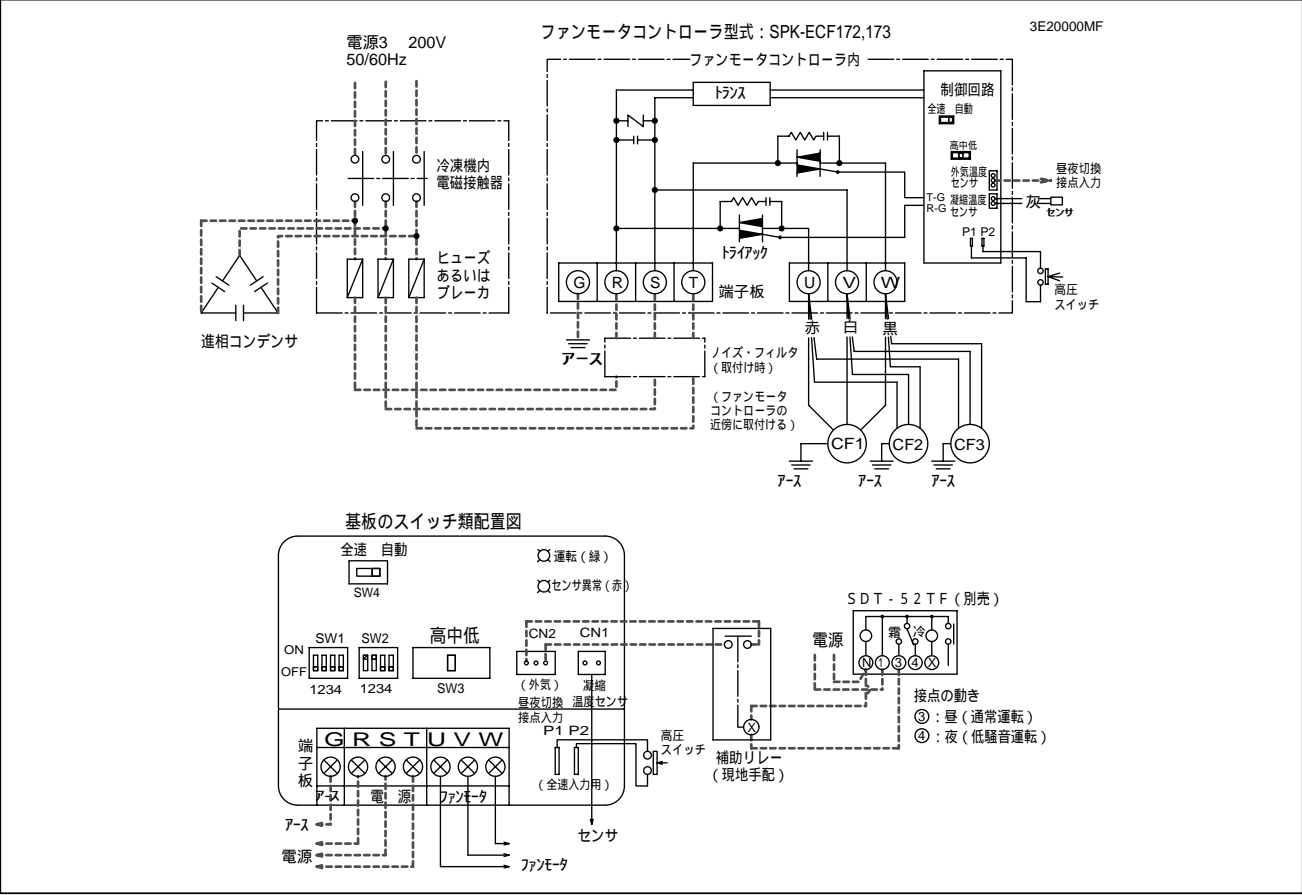 ファンモータコントローラ型式：SPK-ECF172,173
3E20000MF
電源3 200V
50/60Hz
ファンモータコントローラ内
トランス
制御回路
全速 自動
高中低
外気温度
センサ
昼夜切換
接点入力
T-G
R-G
凝縮温度
センサ
灰
センサ
P1 P2
高圧
スイッチ
冷凍機内
電磁接触器
トライアック
ヒューズ
あるいは
ブレーカ
G R S T
端子板
U V W
進相コンデンサ
アース
赤 白 黒
ノイズ・フィルタ
（取付け時）
（ファンモータ
コントローラの
近傍に取付ける）
CF1 CF2 CF3
アース アース アース
基板のスイッチ類配置図
全速 自動
SW4
運転（緑）
センサ異常（赤）
SW1 SW2
ON
OFF
1234 1234
高中低
SW3
CN2 CN1
（外気）
昼夜切換
接点入力
凝縮
温度センサ
P1 P2
（全速入力用）
高圧
スイッチ
端子板
G R S T U V W
アース 電 源 ファンモータ
アース
電源
ファンモータ
センサ
X
補助リレー
（現地手配）
SDT-52TF（別売）
電源
霜 冷
N 1 3 4 X
接点の動き
③：昼（通常運転）
④：夜（低騒音運転）